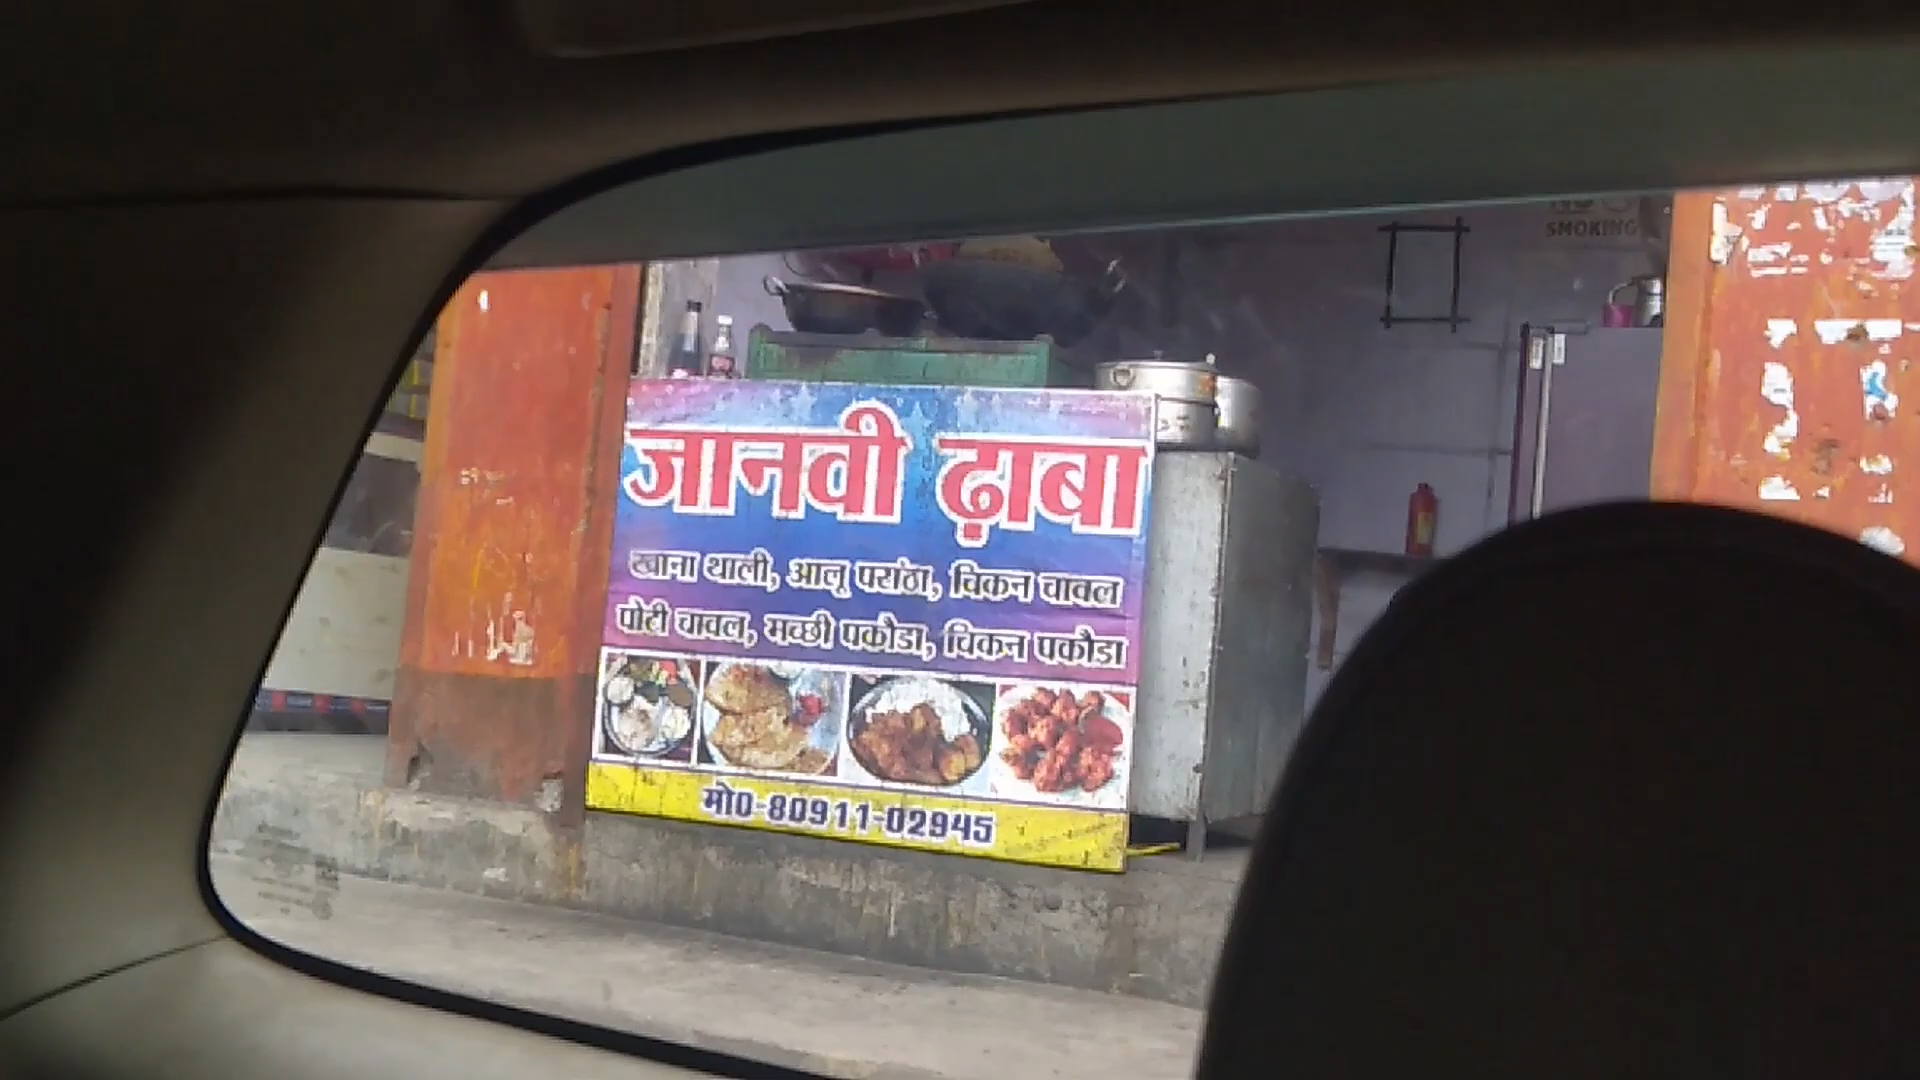 SMOKING
जानवी ढ़ाबा
खाना थाली, आलू परांठा, चिकन चावल
पोटी चावल, मच्छी पकौडा, चिकन पकौडा
मो0-80911-02945